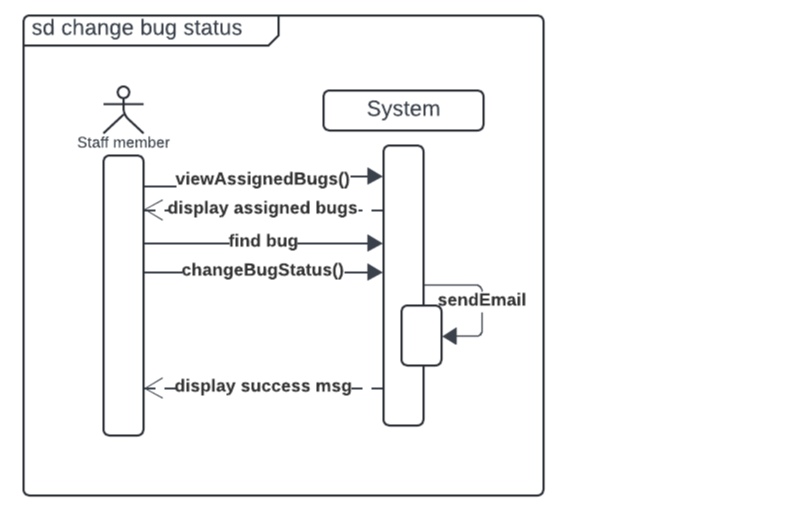 sd change bug status
System
Staff member
viewAssignedBugs()
display assigned bugs
find bug
changeBugStatus()
sendEmail
display success msg